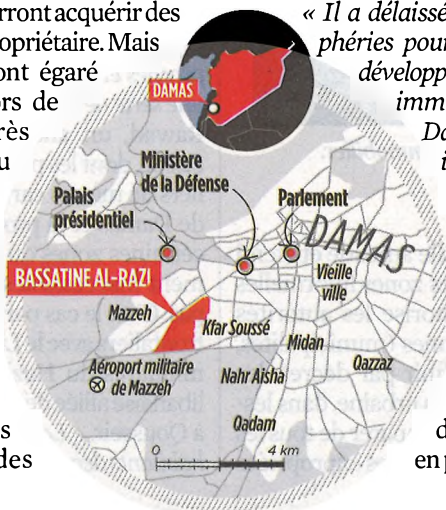 rront acquérir des
opriétaire. Mais
ont égaré
ors de
rès
u
« Il a délaissé
phéries pour
développ
imm
Da
i
DAMAS
Ministère
de la Défense
Palais
présidentiel
Parlement
DAMAS
BASSATINE AL-RAZI
Vieille
ville
Mazzeh
Kfar Soussé
Midan
Aéroport militaire
de Mazzeh
Nahr Aisha
Qazzaz
Qadam
0 4 km
s
des
d
en p